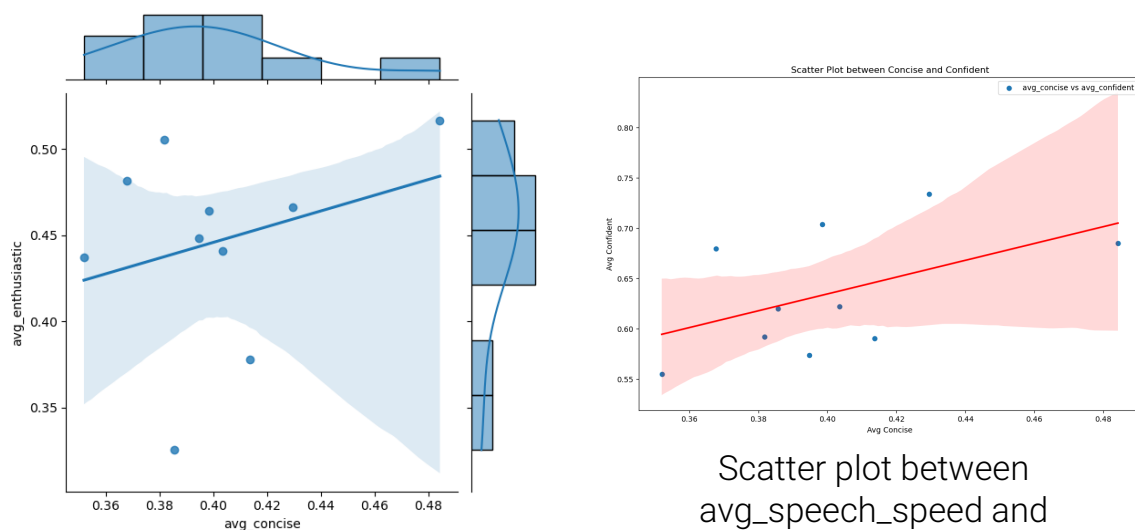 0.50
0.45
0.40
0.35
avg_enthusiastic
0.36 0.38 0.40 0.42 0.44 0.46 0.48
avg_concise
Scatter Plot between Concise and Confident
avg_concise vs avg_confident
0.80
0.75
0.70
0.65
0.60
0.55
Avg Confident
0.36 0.38 0.40 0.42 0.44 0.46 0.48
Avg Concise
Scatter plot between
avg_speech_speed and